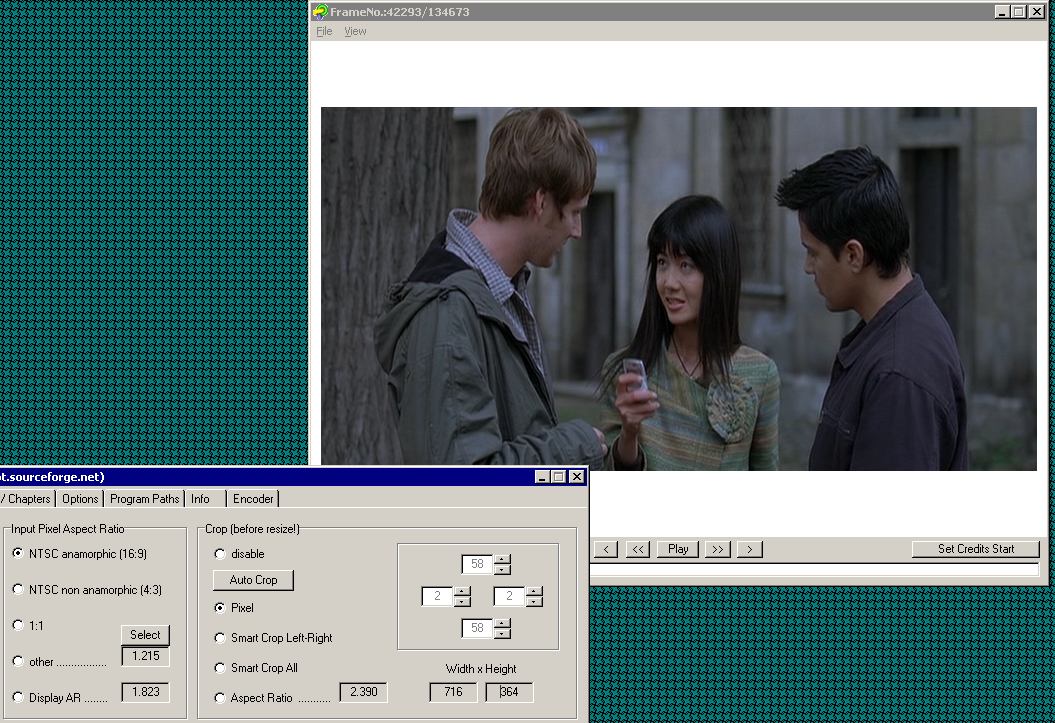 FrameNo.:42293/134673
File View
ot.sourceforge.net)
/ Chapters Options Program Paths Info Encoder
Input Pixel Aspect Ratio
NTSC anamorphic (16:9)
NTSC non anamorphic (4:3)
1:1
Select
other ................. 1.215
Display AR ........ 1.823
Crop (before resize!)
disable
Auto Crop
Pixel
Smart Crop Left-Right
Smart Crop All
Aspect Ratio ........... 2.390
58
2 2
58
Width x Height
716 364
< << Play >> >
Set Credits Start